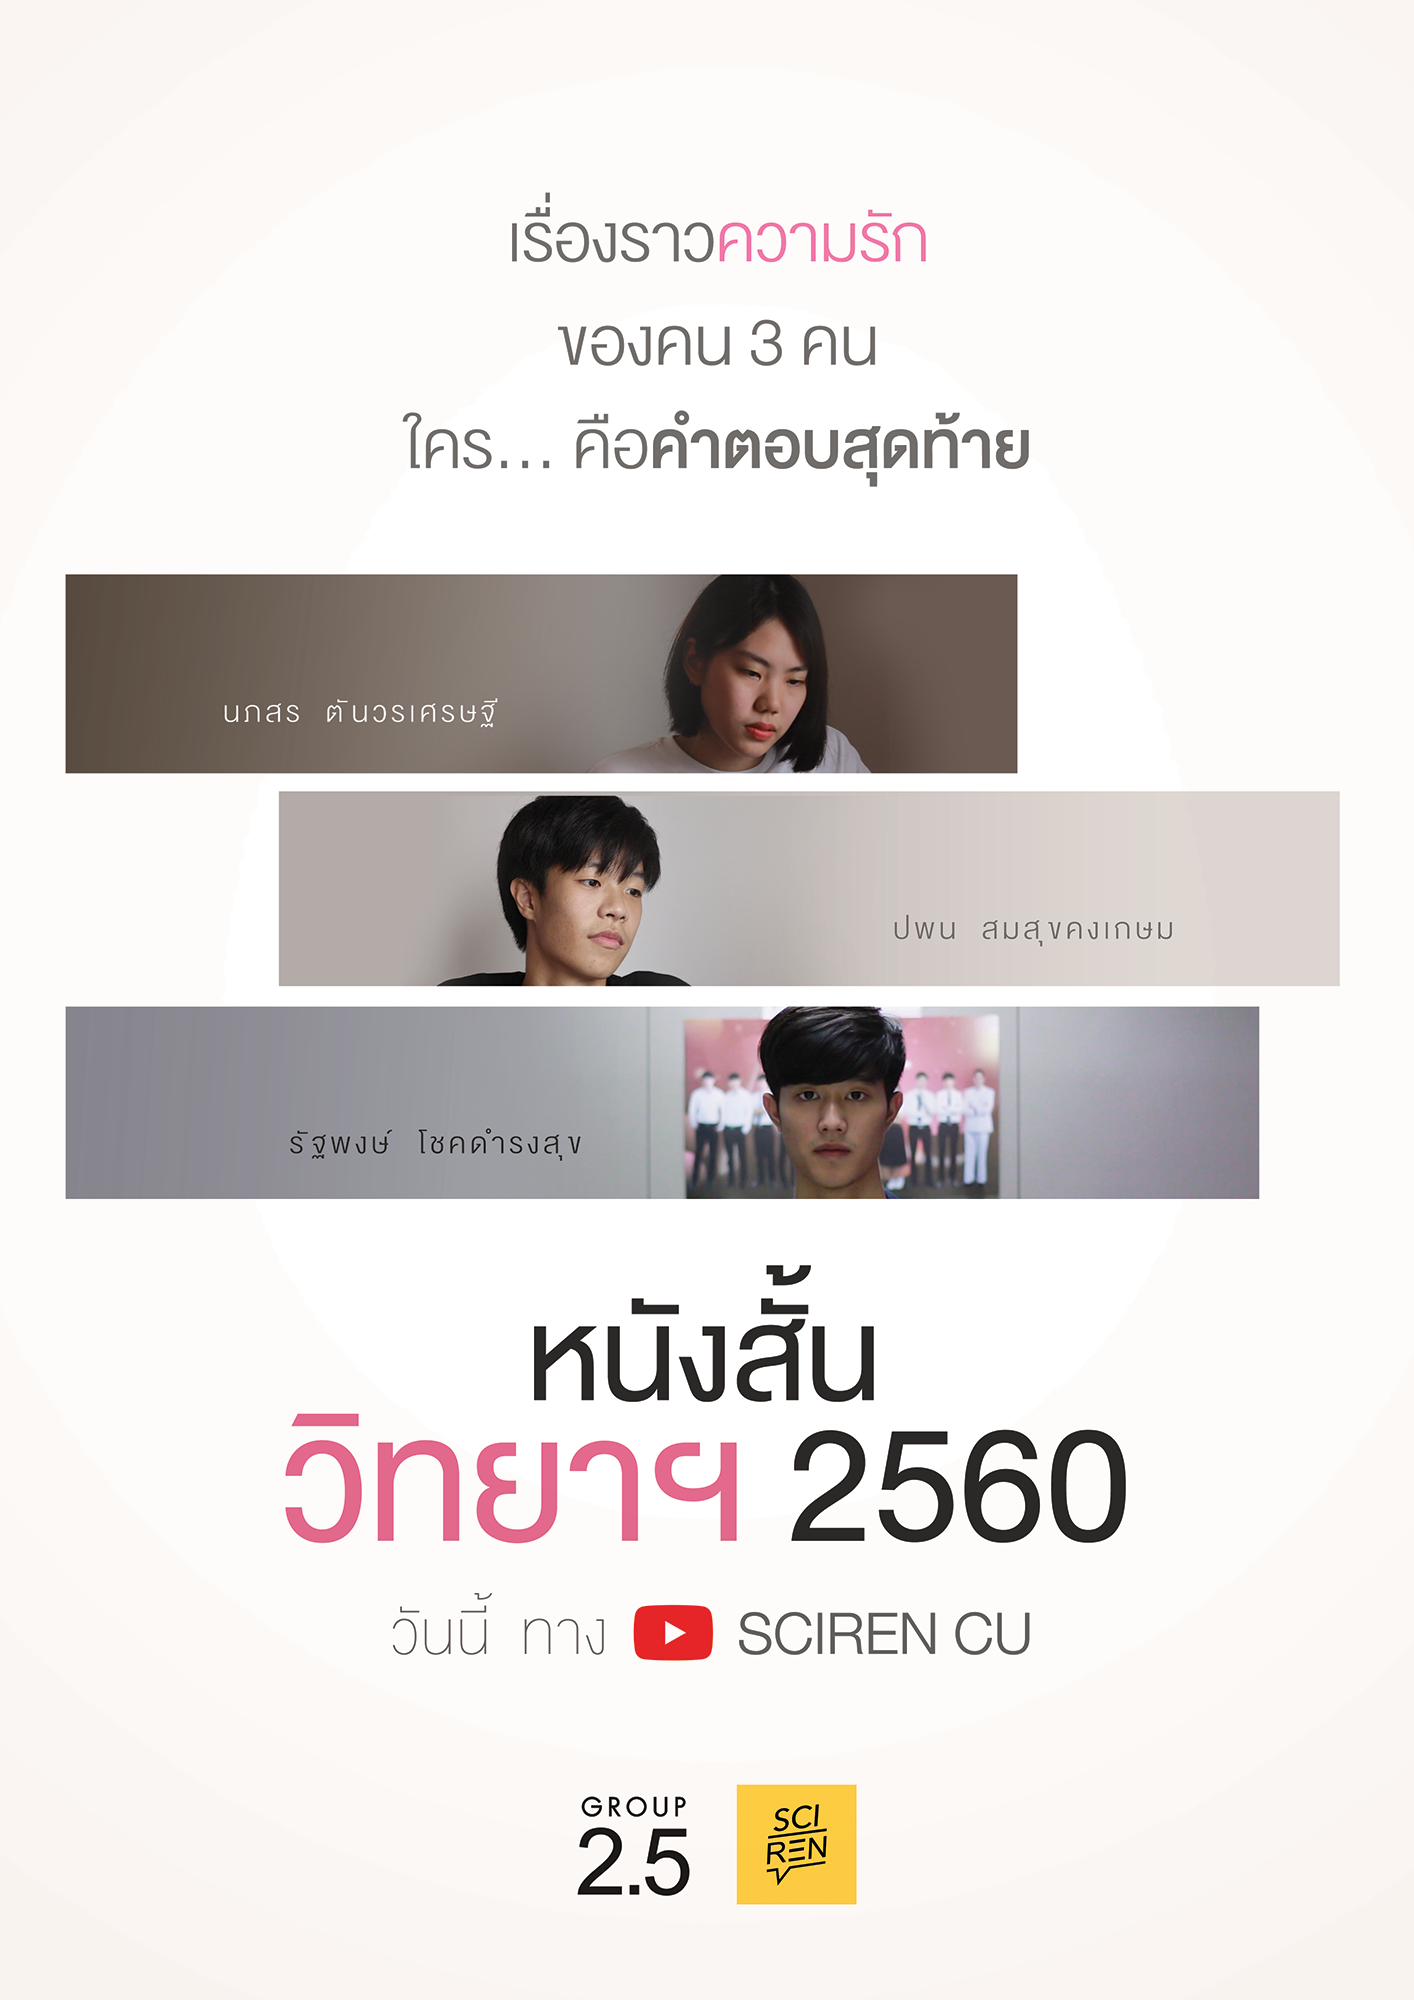 เรื่องราวความรัก
ของคน 3 คน
ใคร... คือคำตอบสุดท้าย
นภสร ตันวรเศรษฐี
ปพน สมสุขคงเกษม
รัฐพงษ์ โชคดำรงสุข
หนังสั้น
วิทยาฯ 2560
วันนี้ ทาง SCIREN CU
GROUP
2.5
SCI
REN